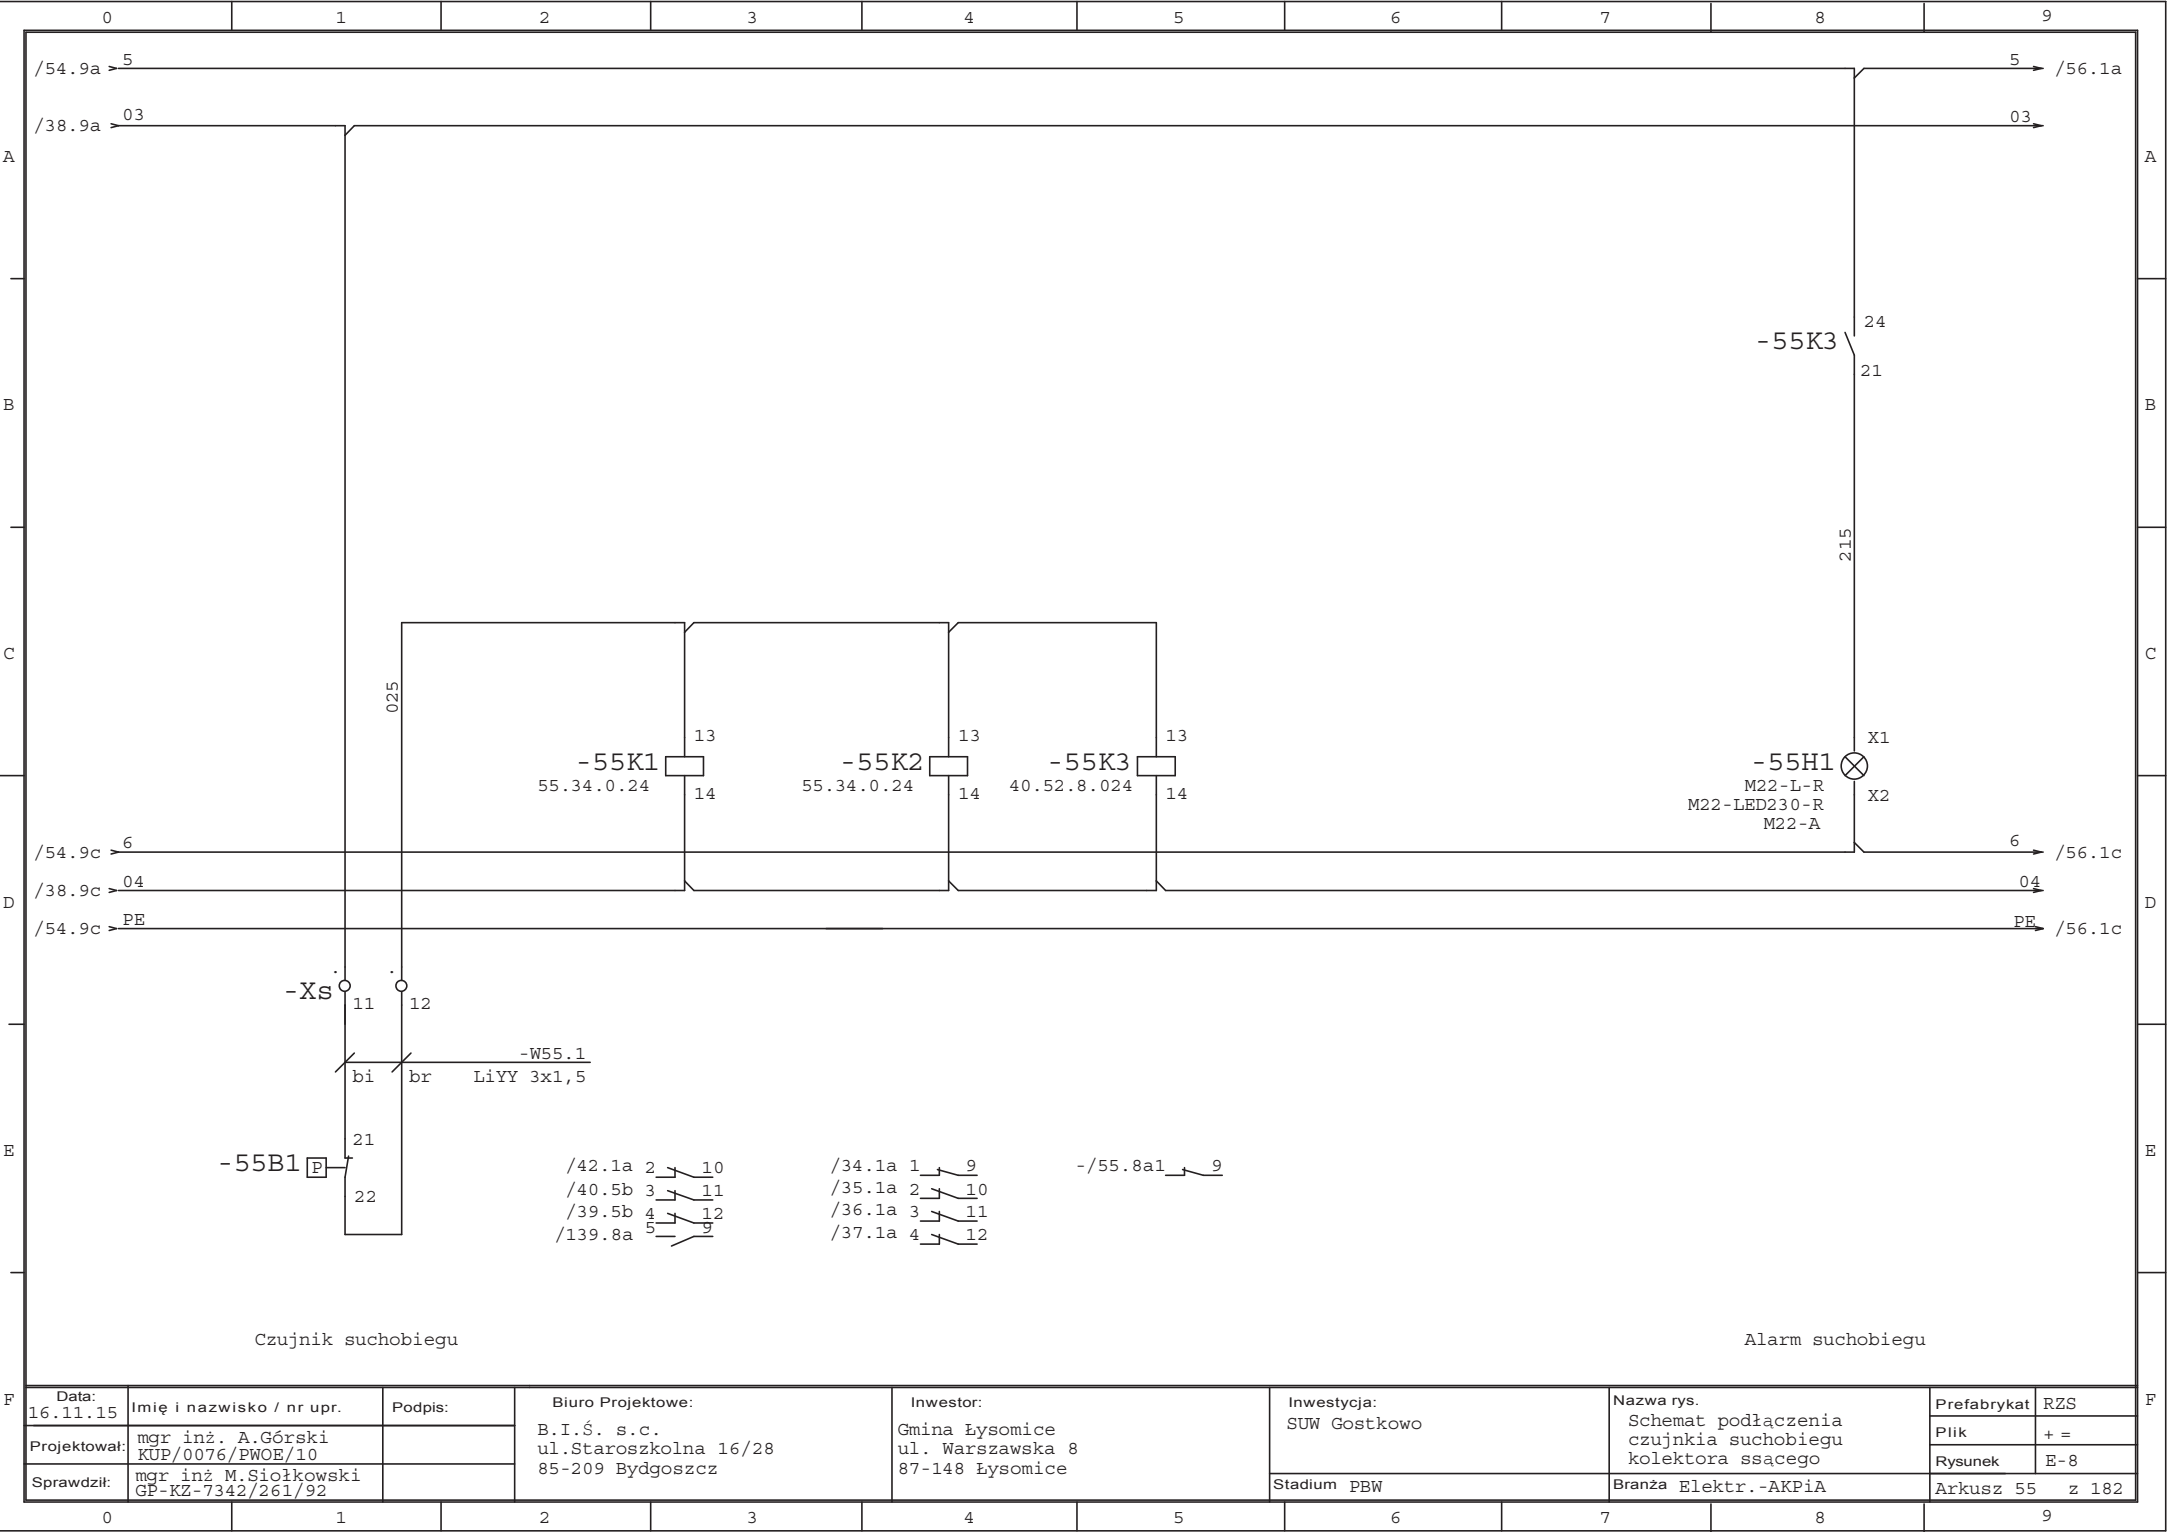 0 1 2 3 4 5 6 7 8 9
/54.9a 5 5 /56.1a
/38.9a 03 03
A A
24
-55K3
21
B B
215
C C
025
13 13 13 X1
-55K1 -55K2 -55K3 -55H1
55.34.0.24 55.34.0.24 40.52.8.024 M22-L-R
14 14 14 X2
M22-LED230-R
M22-A
/54.9c 6 6 /56.1c
/38.9c 04 04
D D
/54.9c PE PE /56.1c
-Xs 11 12
-W55.1
bi br LiYY 3x1,5
21
E E
-55B1 P
22
/42.1a 2 10 /34.1a 1 9 -/55.8a1 9
/40.5b 3 11 /35.1a 2 10
/39.5b 4 12 /36.1a 3 11
/139.8a 5 9 /37.1a 4 12
Czujnik suchobiegu Alarm suchobiegu
F F
Data:
16.11.15
Imię i nazwisko / nr upr.
Podpis:
Projektował:
mgr inż. A.Górski
KUP/0076/PWOE/10
Sprawdził:
mgr inż M.Siołkowski
GP-KZ-7342/261/92
Biuro Projektowe:
B.I.Ś. s.c.
ul.Staroszkolna 16/28
85-209 Bydgoszcz
Inwestor:
Gmina Łysomice
ul. Warszawska 8
87-148 Łysomice
Inwestycja:
SUW Gostkowo
Stadium PBW
Nazwa rys.
Schemat podłączenia
czujnkia suchobiegu
kolektora ssącego
Branża Elektr.-AKPiA
Prefabrykat RZS
Plik + =
Rysunek E-8
Arkusz 55 z 182
0 1 2 3 4 5 6 7 8 9